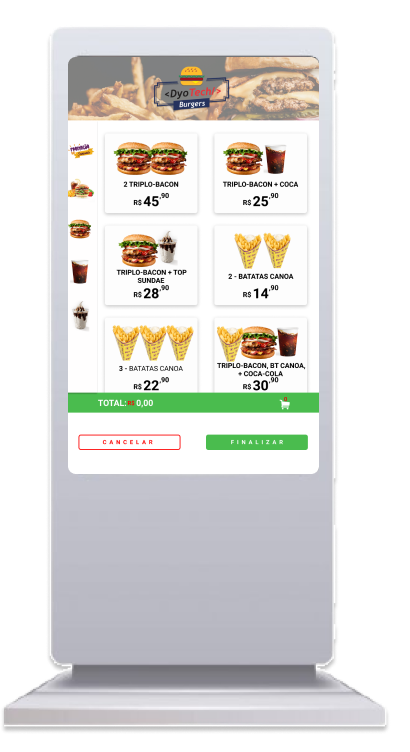 <DyoTechy>
Burgers
PROMOÇÃO
2 TRIPLO-BACON
R$ 45,90
TRIPLO-BACON + COCA
R$ 25,90
TRIPLO-BACON + TOP
SUNDAE
R$ 28,90
2 - BATATAS CANOA
R$ 14,90
3 - BATATAS CANOA
R$ 22,90
TRIPLO-BACON, BT CANOA,
+ COCA-COLA
R$ 30,90
TOTAL: R$ 0,00
0
CANCELAR
FINALIZAR